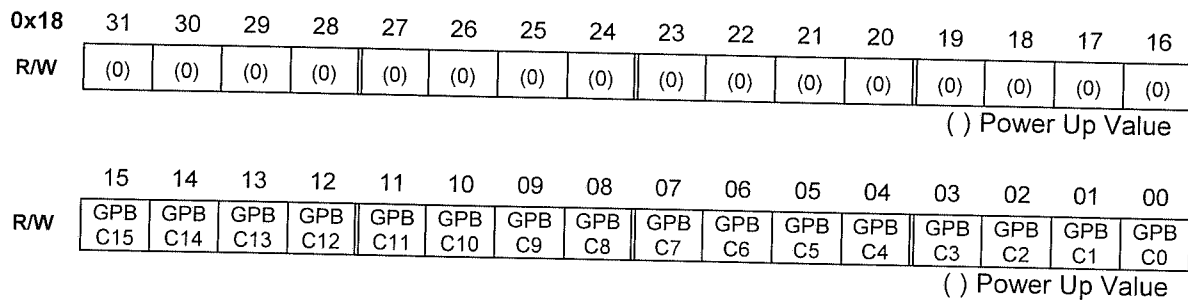 0x18 31 30 29 28 27 26 25 24 23 22 21 20 19 18 17 16
R/W (0) (0) (0) (0) (0) (0) (0) (0) (0) (0) (0) (0) (0) (0) (0) (0)
( ) Power Up Value
15 14 13 12 11 10 09 08 07 06 05 04 03 02 01 00
R/W GPB GPB GPB GPB GPB GPB GPB GPB GPB GPB GPB GPB GPB GPB GPB GPB
C15 C14 C13 C12 C11 C10 C9 C8 C7 C6 C5 C4 C3 C2 C1 C0
( ) Power Up Value